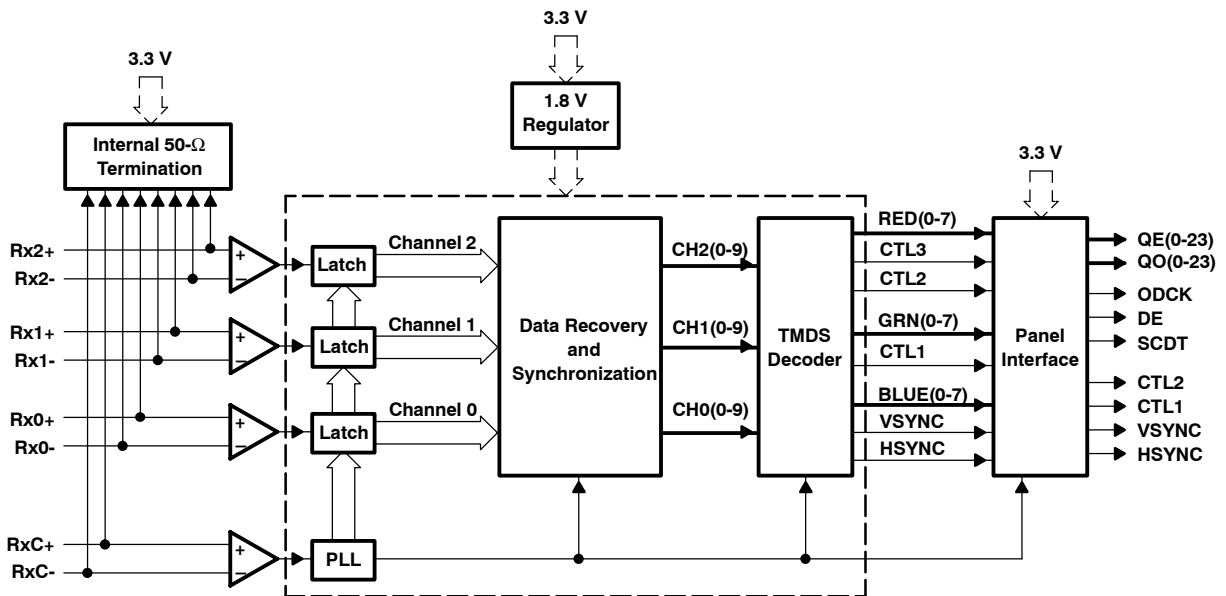 3.3 V
3.3 V
1.8 V
Regulator
Internal 50-Ω
Termination
3.3 V
Rx2+
Rx2-
Rx1+
Rx1-
Rx0+
Rx0-
RxC+
RxC-
+
−
+
−
+
−
+
−
Latch
Latch
Latch
PLL
Channel 2
Channel 1
Channel 0
Data Recovery
and
Synchronization
CH2(0-9)
CH1(0-9)
CH0(0-9)
TMDS
Decoder
RED(0-7)
CTL3
CTL2
GRN(0-7)
CTL1
BLUE(0-7)
VSYNC
HSYNC
Panel
Interface
QE(0-23)
QO(0-23)
ODCK
DE
SCDT
CTL2
CTL1
VSYNC
HSYNC